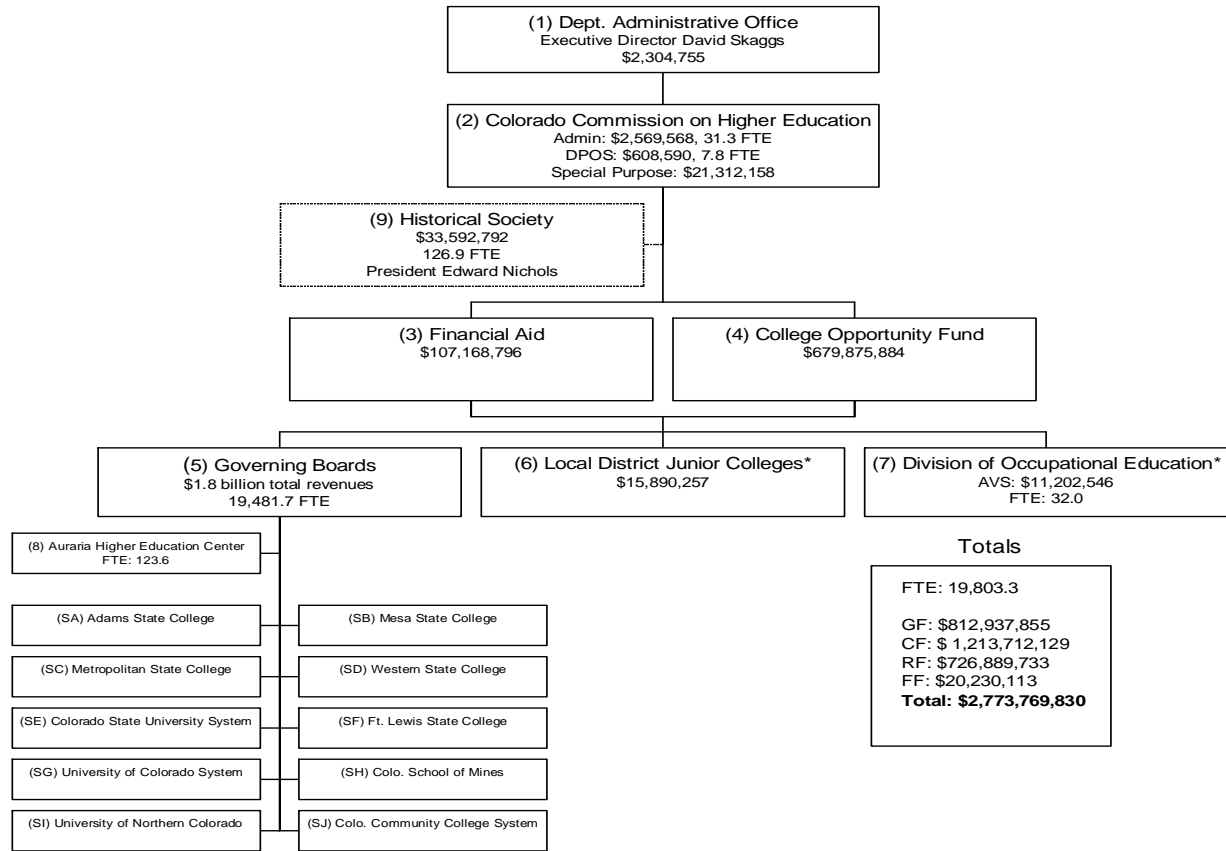 (1) Dept. Administrative Office
Executive Director David Skaggs
$2,304,755
(2) Colorado Commission on Higher Education
Admin: $2,569,568, 31.3 FTE
DPOS: $608,590, 7.8 FTE
Special Purpose: $21,312,158
(9) Historical Society
$33,592,792
126.9 FTE
President Edward Nichols
(3) Financial Aid
$107,168,796
(4) College Opportunity Fund
$679,875,884
(5) Governing Boards
$1.8 billion total revenues
19,481.7 FTE
(6) Local District Junior Colleges*
$15,890,257
(7) Division of Occupational Education*
AVS: $11,202,546
FTE: 32.0
(8) Auraria Higher Education Center
FTE: 123.6
(SA) Adams State College
(SB) Mesa State College
(SC) Metropolitan State College
(SD) Western State College
(SE) Colorado State University System
(SF) Ft. Lewis State College
(SG) University of Colorado System
(SH) Colo. School of Mines
(SI) University of Northern Colorado
(SJ) Colo. Community College System
Totals
FTE: 19,803.3
GF: $812,937,855
CF: $ 1,213,712,129
RF: $726,889,733
FF: $20,230,113
Total: $2,773,769,830